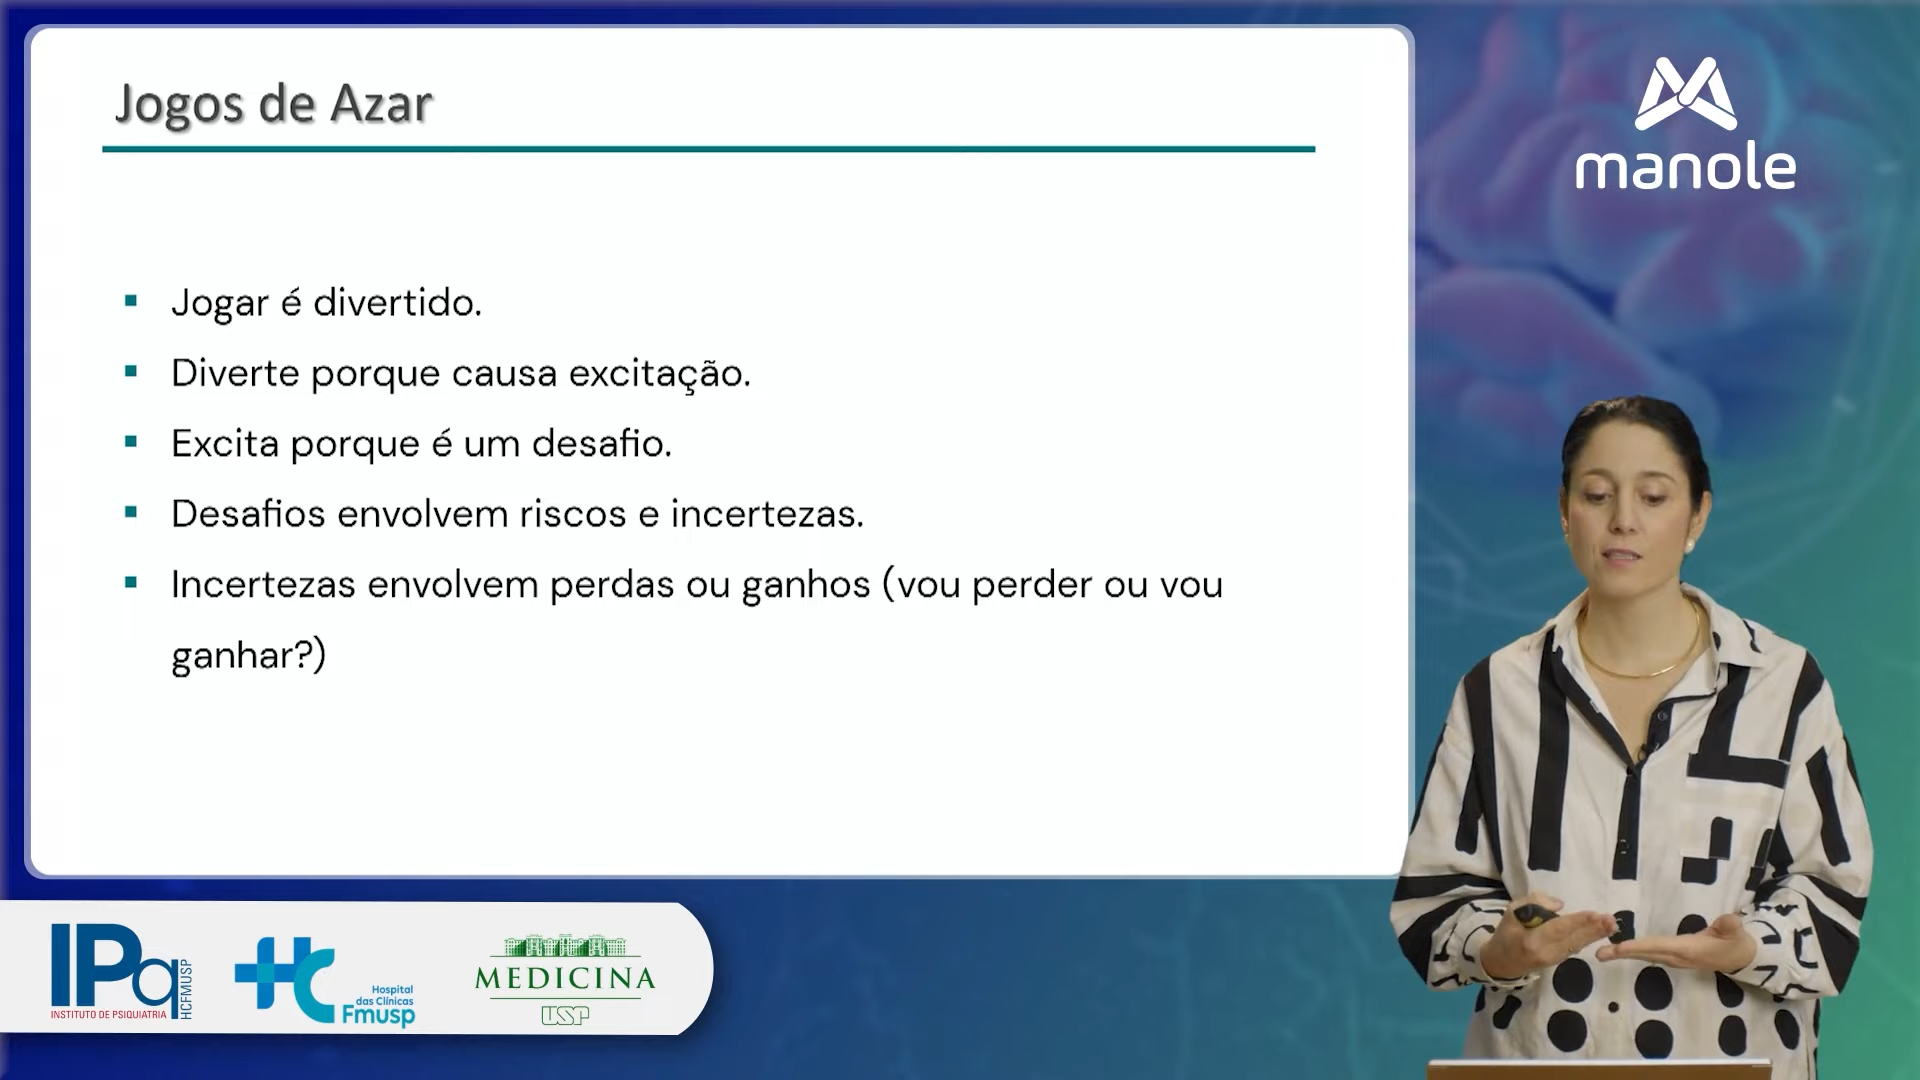 Jogos de Azar
manole
Jogar é divertido.
Diverte porque causa excitação.
Excita porque é um desafio.
Desafios envolvem riscos e incertezas.
Incertezas envolvem perdas ou ganhos (vou perder ou vou
ganhar?)
IPq
HCFMUSP
INSTITUTO DE PSIQUIATRIA
HC
Hospital
das Clínicas
Fmusp
MEDICINA
USP